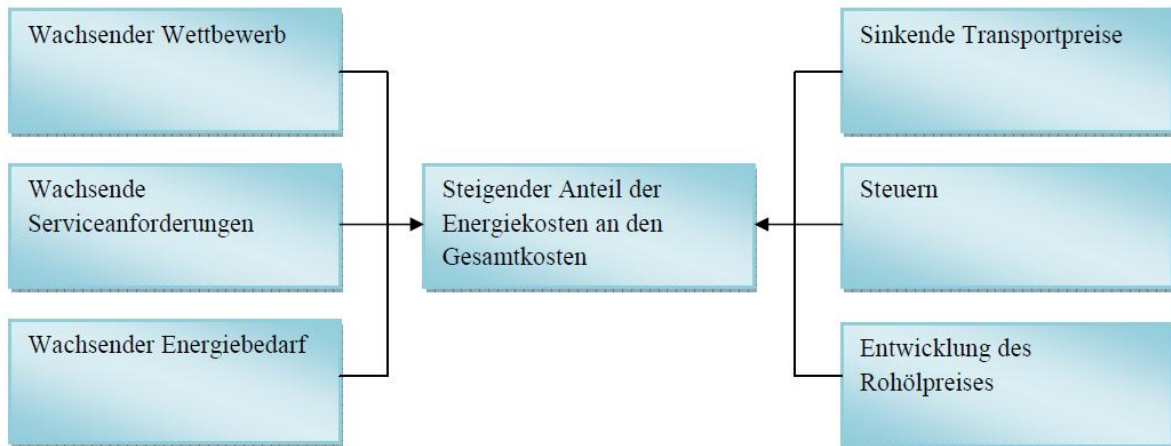 Wachsender Wettbewerb
Wachsende
Serviceanforderungen
Wachsender Energiebedarf
Steigender Anteil der
Energiekosten an den
Gesamtkosten
Sinkende Transportpreise
Steuern
Entwicklung des
Rohölpreises